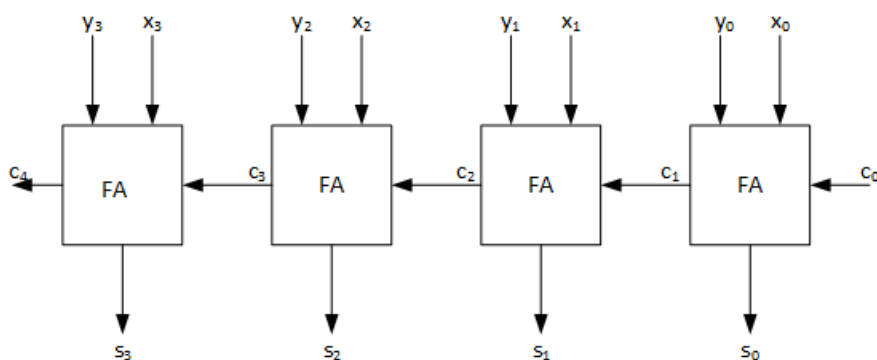 y₃ x₃ y₂ x₂ y₁ x₁ y₀ x₀
c₄ FA c₃ FA c₂ FA c₁ FA c₀
s₃ s₂ s₁ s₀